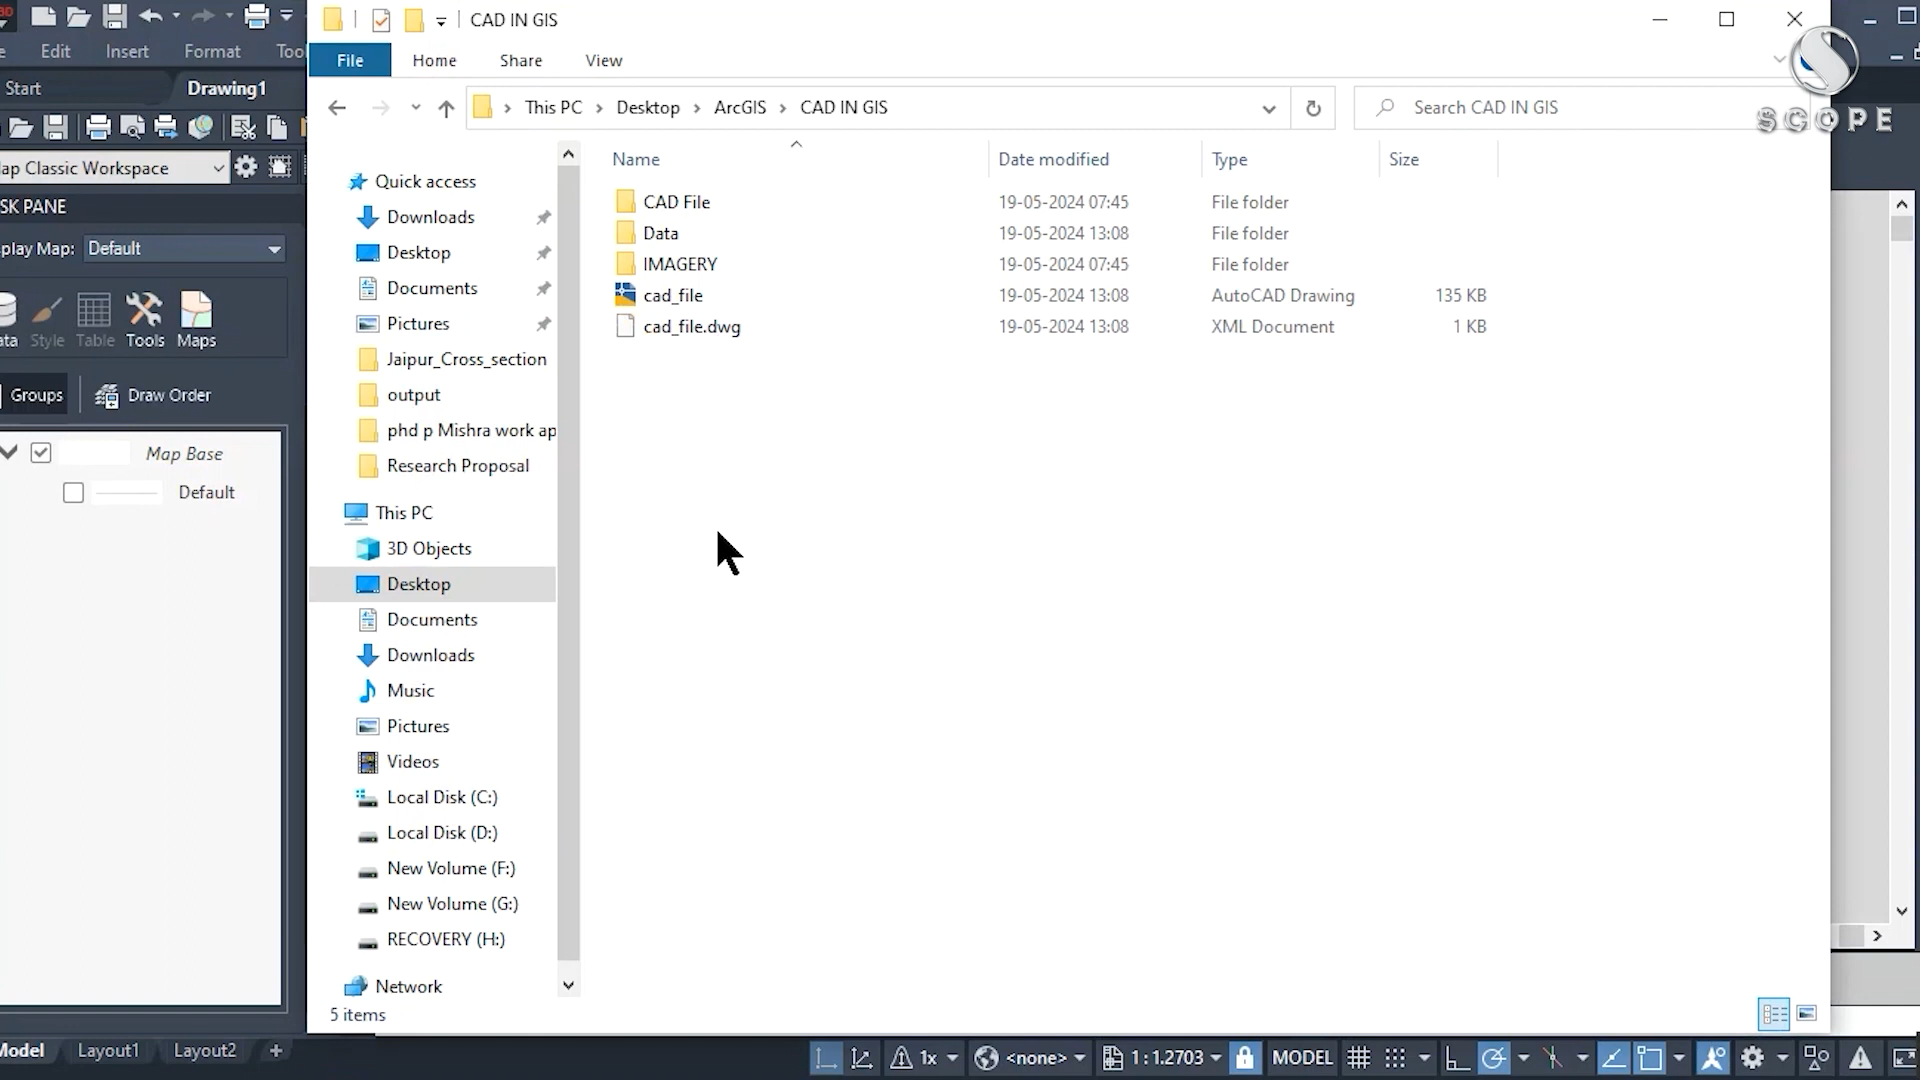 CAD IN GIS
File
Home
Share
View
SCOPE
This PC
Desktop
ArcGIS
CAD IN GIS
Search CAD IN GIS
Name
Date modified
Type
Size
CAD File
19-05-2024 07:45
File folder
Data
19-05-2024 13:08
File folder
IMAGERY
19-05-2024 07:45
File folder
cad_file
19-05-2024 13:08
AutoCAD Drawing
135 KB
cad_file.dwg
19-05-2024 13:08
XML Document
1 KB
Quick access
Downloads
Desktop
Documents
Pictures
Jaipur_Cross_section
output
phd p Mishra work ap
Research Proposal
This PC
3D Objects
Desktop
Documents
Downloads
Music
Pictures
Videos
Local Disk (C:)
Local Disk (D:)
New Volume (F:)
New Volume (G:)
RECOVERY (H:)
Network
5 items
Edit
Insert
Format
Tool
Start
Drawing1
ap Classic Workspace
SK PANE
play Map:
Default
ata
Style
Table
Tools
Maps
Groups
Draw Order
Map Base
Default
Model
Layout1
Layout2
1x
<none>
1:1.2703
MODEL